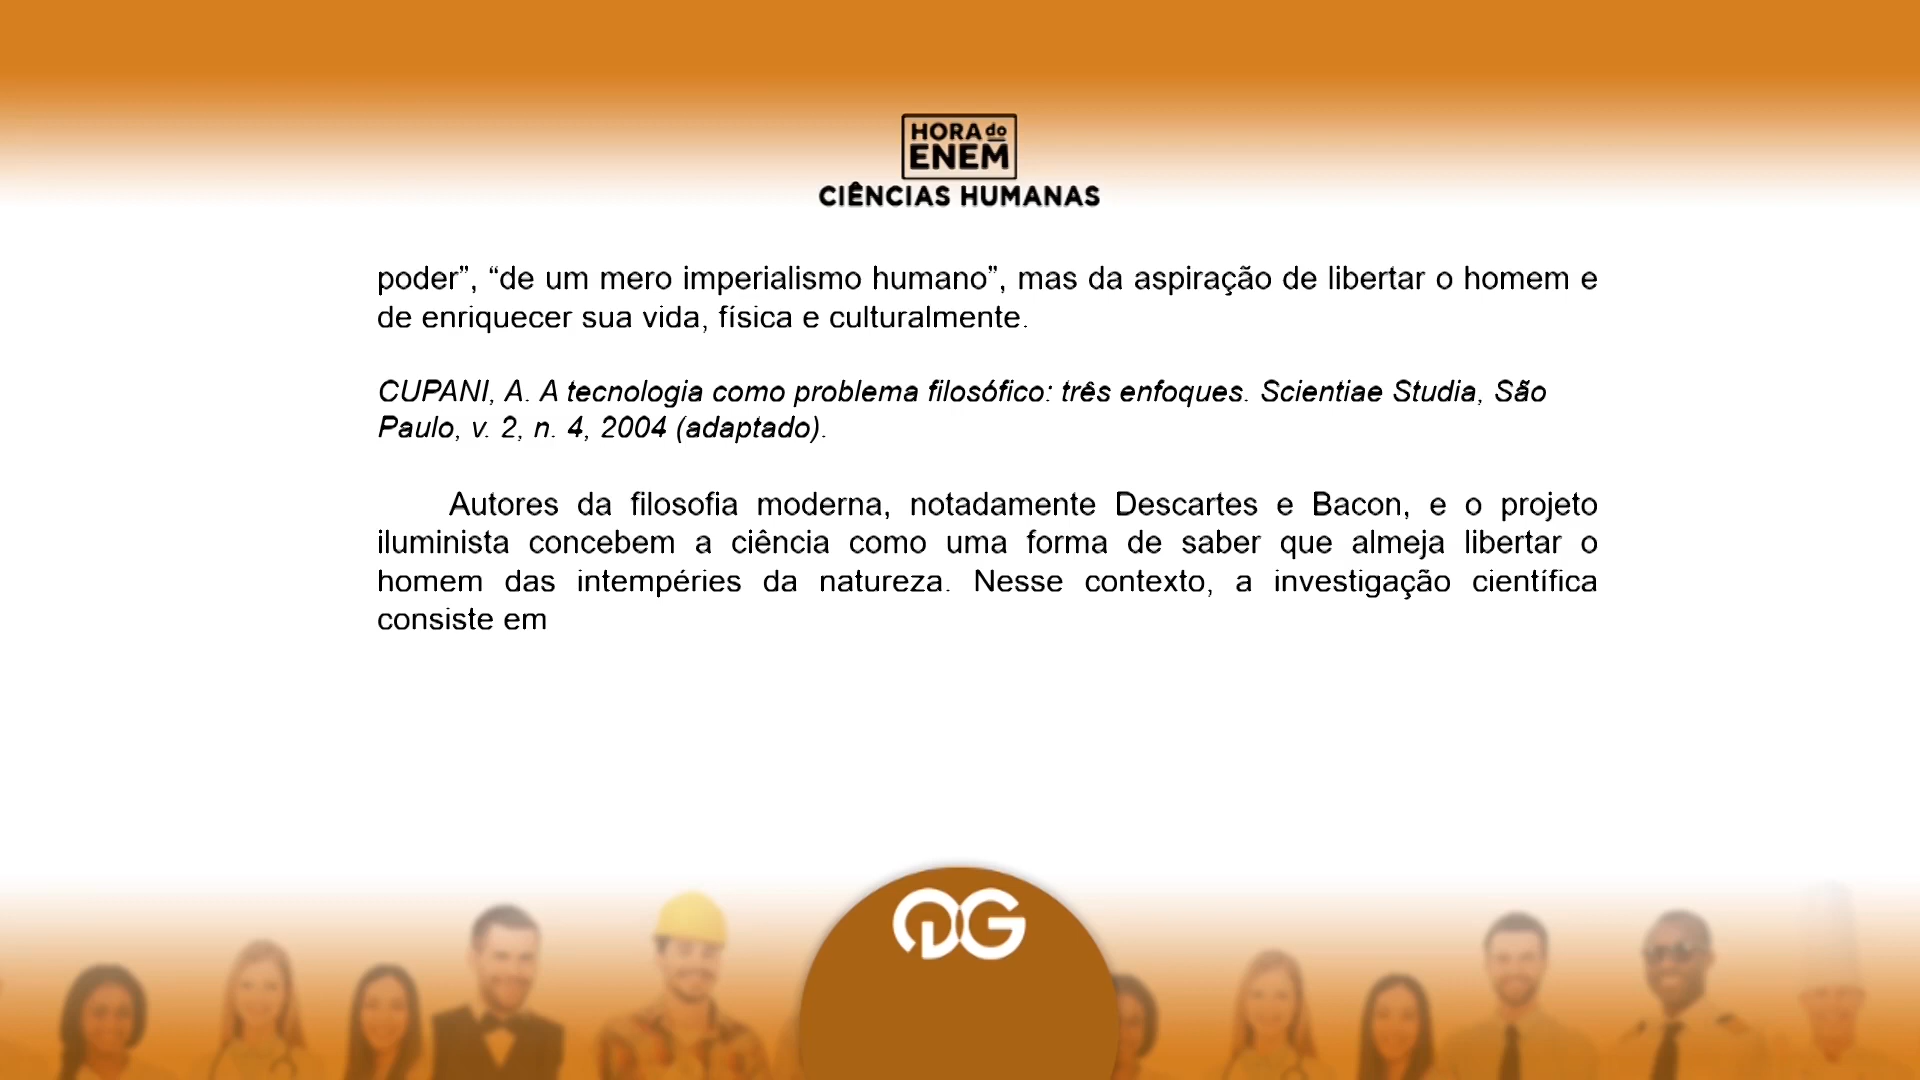 HORA do
ENEM
CIÊNCIAS HUMANAS
poder”, “de um mero imperialismo humano”, mas da aspiração de libertar o homem e
de enriquecer sua vida, física e culturalmente.
CUPANI, A. A tecnologia como problema filosófico: três enfoques. Scientiae Studia, São
Paulo, v. 2, n. 4, 2004 (adaptado).
Autores da filosofia moderna, notadamente Descartes e Bacon, e o projeto
iluminista concebem a ciência como uma forma de saber que almeja libertar o
homem das intempéries da natureza. Nesse contexto, a investigação científica
consiste em
DG